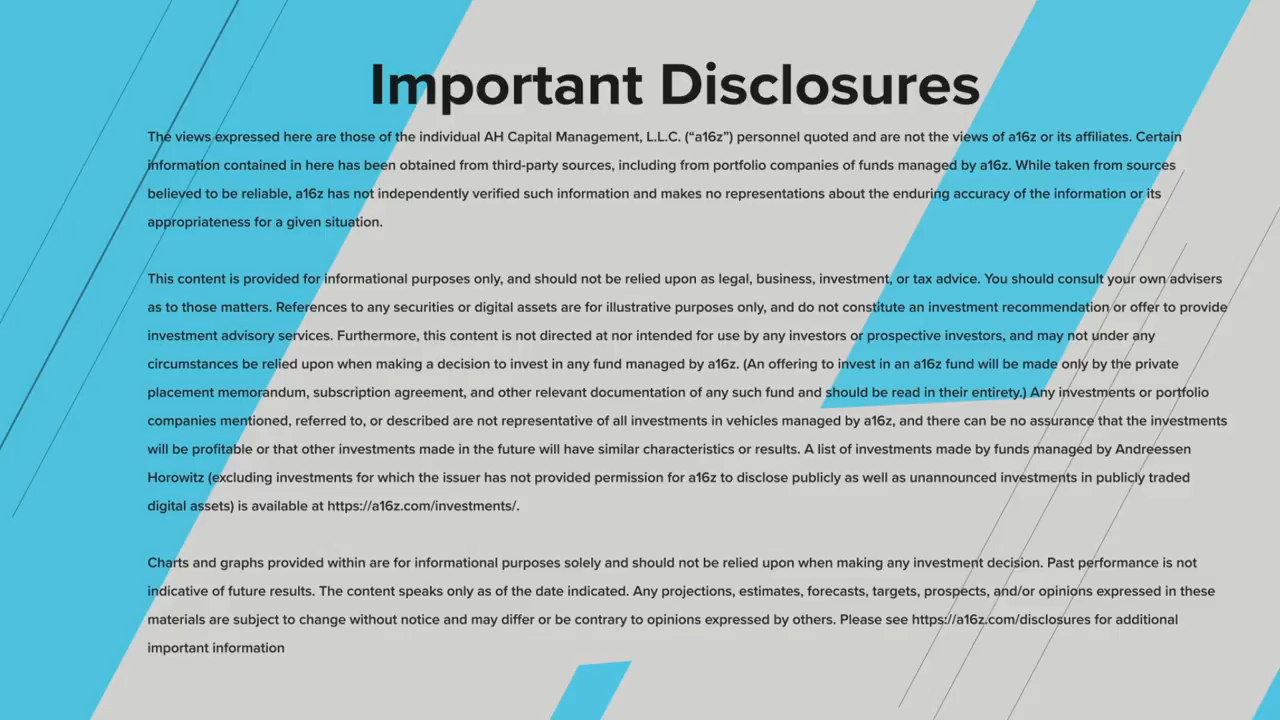 Important Disclosures
The views expressed here are those of the individual AH Capital Management, L.L.C. (“a16z”) personnel quoted and are not the views of a16z or its affiliates. Certain
information contained in here has been obtained from third-party sources, including from portfolio companies of funds managed by a16z. While taken from sources
believed to be reliable, a16z has not independently verified such information and makes no representations about the enduring accuracy of the information or its
appropriateness for a given situation.
This content is provided for informational purposes only, and should not be relied upon as legal, business, investment, or tax advice. You should consult your own advisers
as to those matters. References to any securities or digital assets are for illustrative purposes only, and do not constitute an investment recommendation or offer to provide
investment advisory services. Furthermore, this content is not directed at nor intended for use by any investors or prospective investors, and may not under any
circumstances be relied upon when making a decision to invest in any fund managed by a16z. (An offering to invest in an a16z fund will be made only by the private
placement memorandum, subscription agreement, and other relevant documentation of any such fund and should be read in their entirety.) Any investments or portfolio
companies mentioned, referred to, or described are not representative of all investments in vehicles managed by a16z, and there can be no assurance that the investments
will be profitable or that other investments made in the future will have similar characteristics or results. A list of investments made by funds managed by Andreessen
Horowitz (excluding investments for which the issuer has not provided permission for a16z to disclose publicly as well as unannounced investments in publicly traded
digital assets) is available at https://a16z.com/investments/.
Charts and graphs provided within are for informational purposes solely and should not be relied upon when making any investment decision. Past performance is not
indicative of future results. The content speaks only as of the date indicated. Any projections, estimates, forecasts, targets, prospects, and/or opinions expressed in these
materials are subject to change without notice and may differ or be contrary to opinions expressed by others. Please see https://a16z.com/disclosures for additional
important information